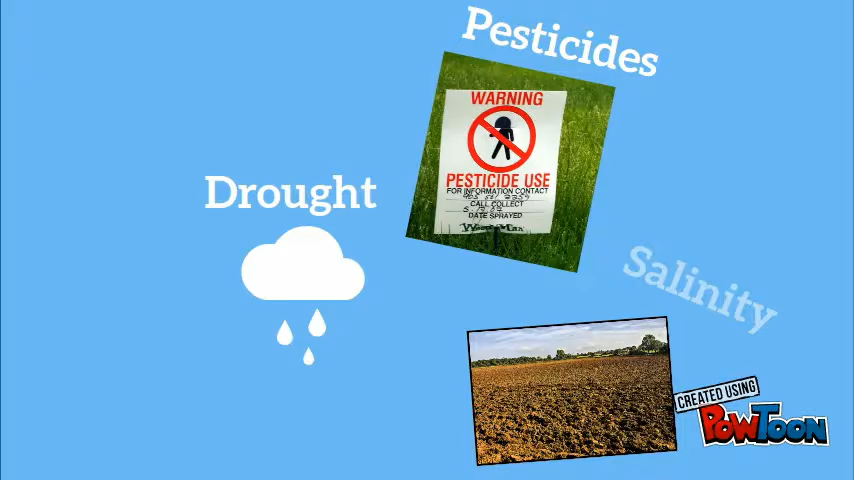 Pesticides
WARNING
PESTICIDE USE
FOR INFORMATION CONTACT
CALL COLLECT
DATE SPRAYED
Drought
Salinity
CREATED USING
POWTOON